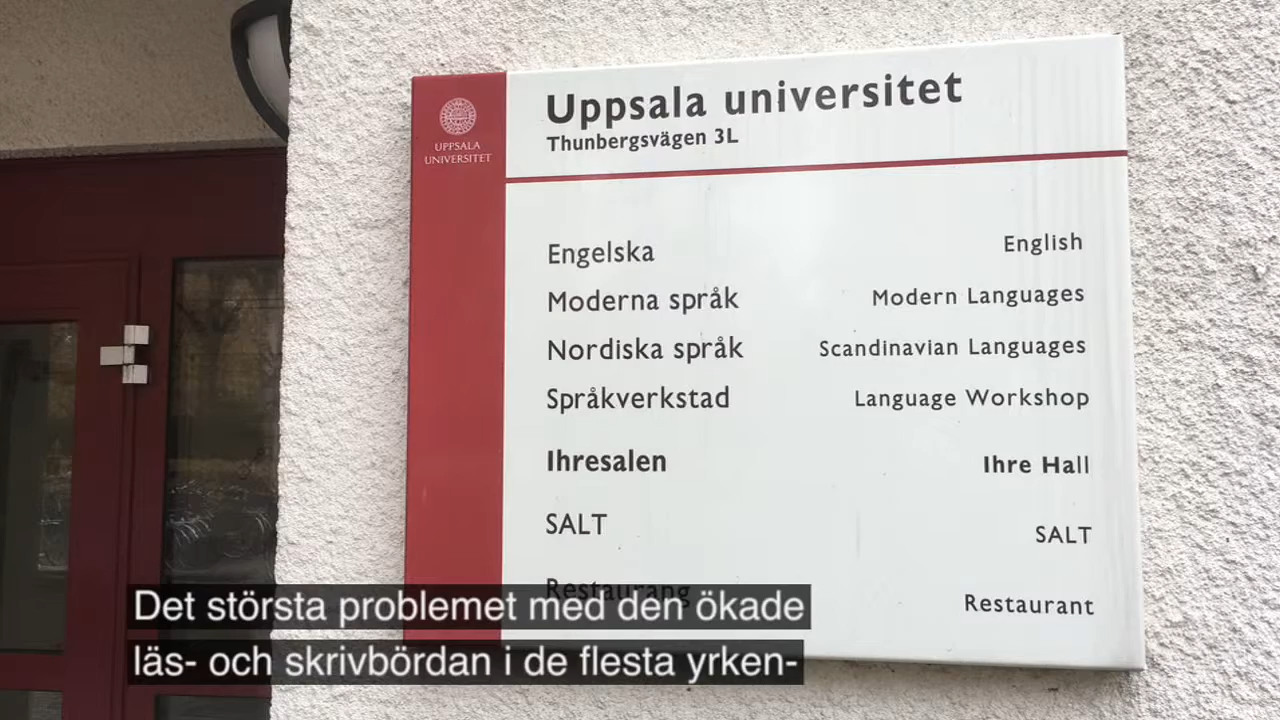 UPPSALA
UNIVERSITET
Uppsala universitet
Thunbergsvägen 3L
Engelska English
Moderna språk Modern Languages
Nordiska språk Scandinavian Languages
Språkverkstad Language Workshop
Ihresalen Ihre Hall
SALT SALT
Restaurang Restaurant
Det största problemet med den ökade
läs- och skrivbördan i de flesta yrken-